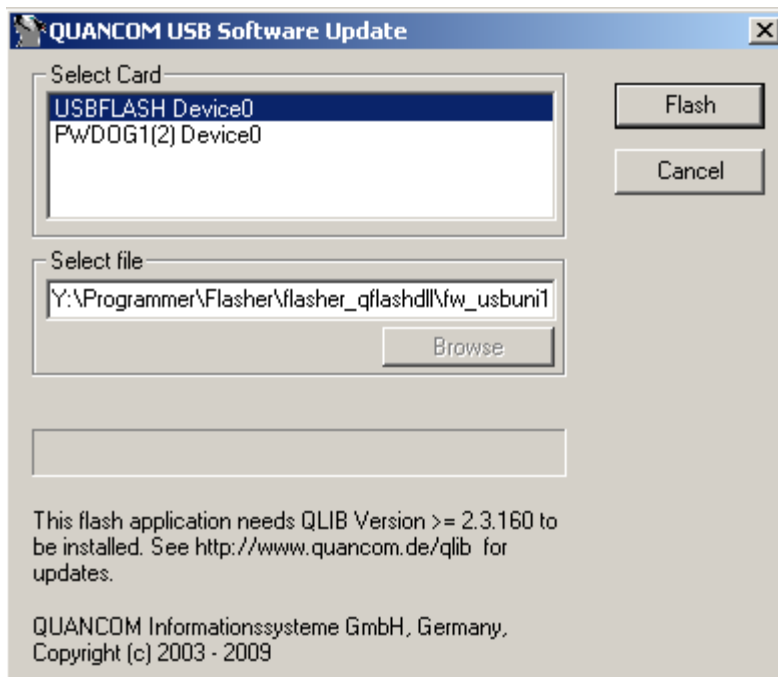 QUANCOM USB Software Update
Select Card
USBFLASH Device0
PWDOG1(2) Device0
Flash
Cancel
Select file
Y:\Programmer\Flasher\flasher_qflashdll\fw_usbuni1
Browse
This flash application needs QLIB Version >= 2.3.160 to
be installed. See http://www.quancom.de/qlib for
updates.
QUANCOM Informationssysteme GmbH, Germany,
Copyright (c) 2003 - 2009